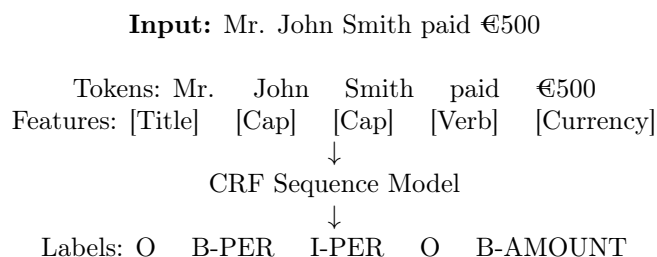 Input: Mr. John Smith paid €500
Tokens: Mr. John Smith paid €500
Features: [Title] [Cap] [Cap] [Verb] [Currency]
↓
CRF Sequence Model
↓
Labels: O B-PER I-PER O B-AMOUNT